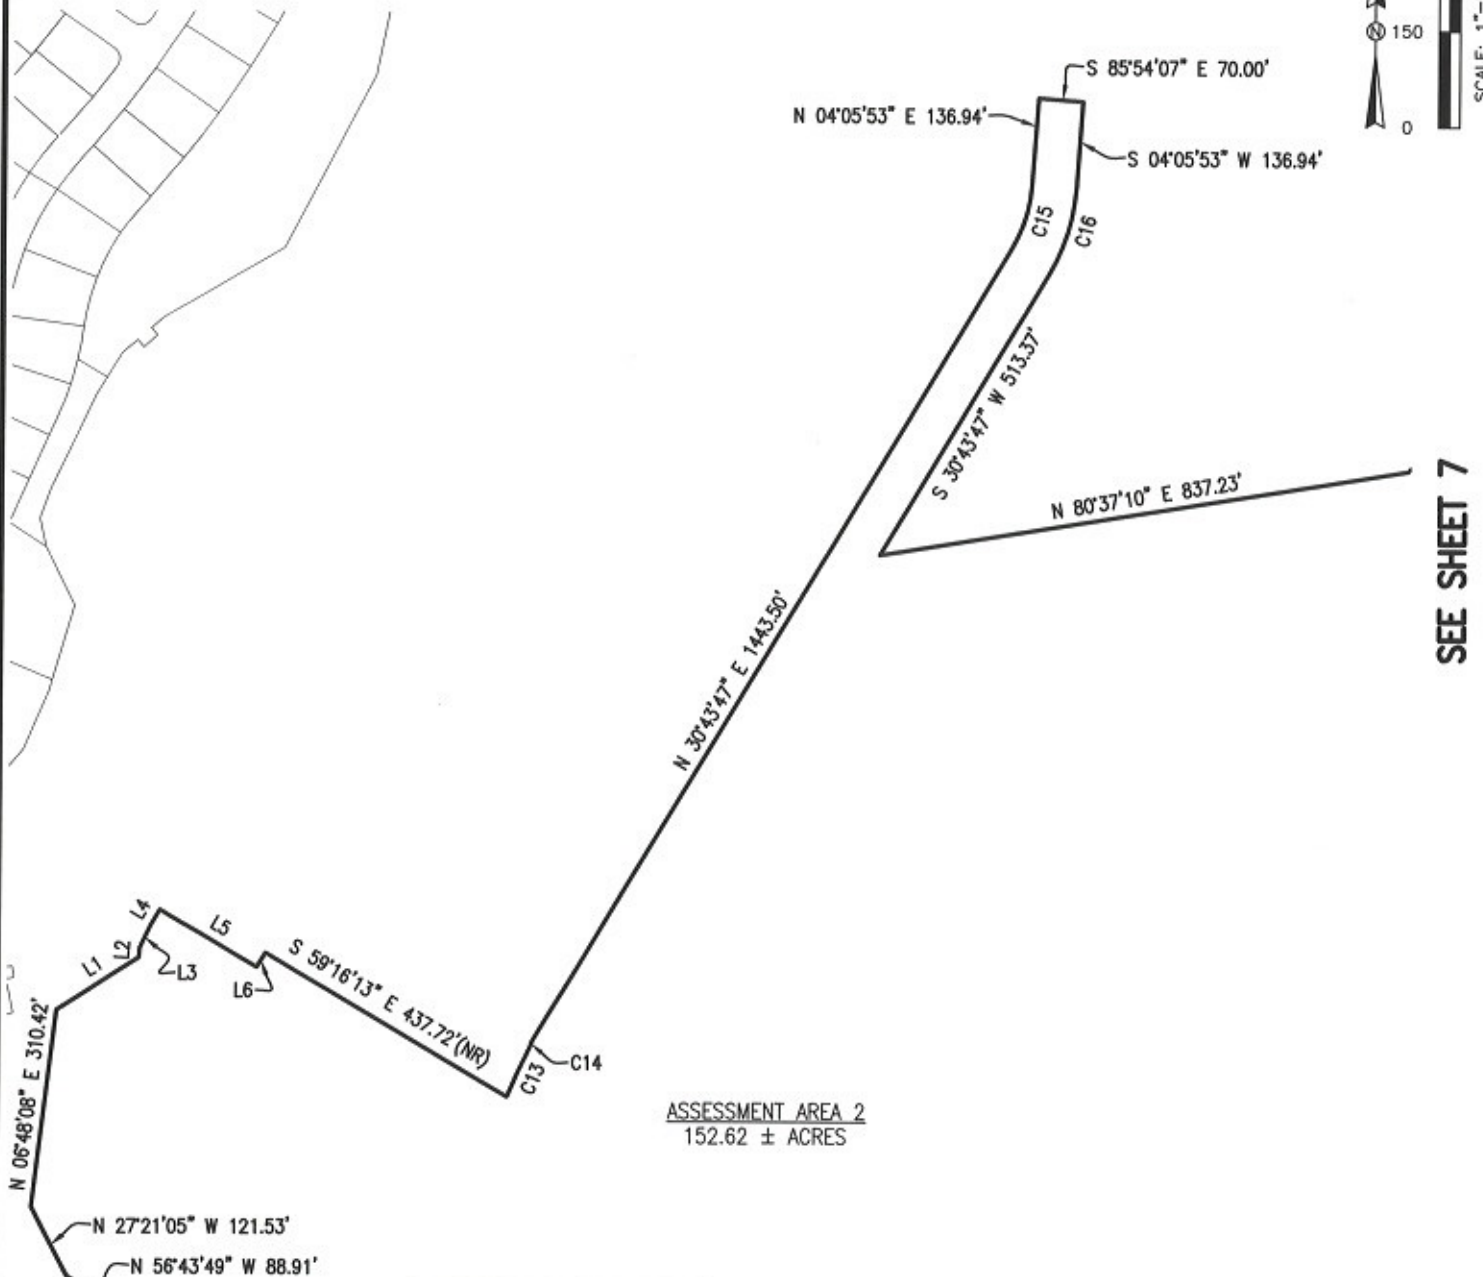 N
150
0
SCALE: 1"
S 85°54'07" E 70.00'
N 04°05'53" E 136.94'
S 04°05'53" W 136.94'
C15
C16
S 30°43'47" W 513.37'
N 80°37'10" E 837.23'
SEE SHEET 7
N 30°43'47" E 1443.50'
L4
L5
L2
L1
L3
L6
S 59°16'13" E 437.72'(NR)
C14
C13
N 06°48'08" E 310.42'
ASSESSMENT AREA 2
152.62 ± ACRES
N 27°21'05" W 121.53'
N 56°43'49" W 88.91'